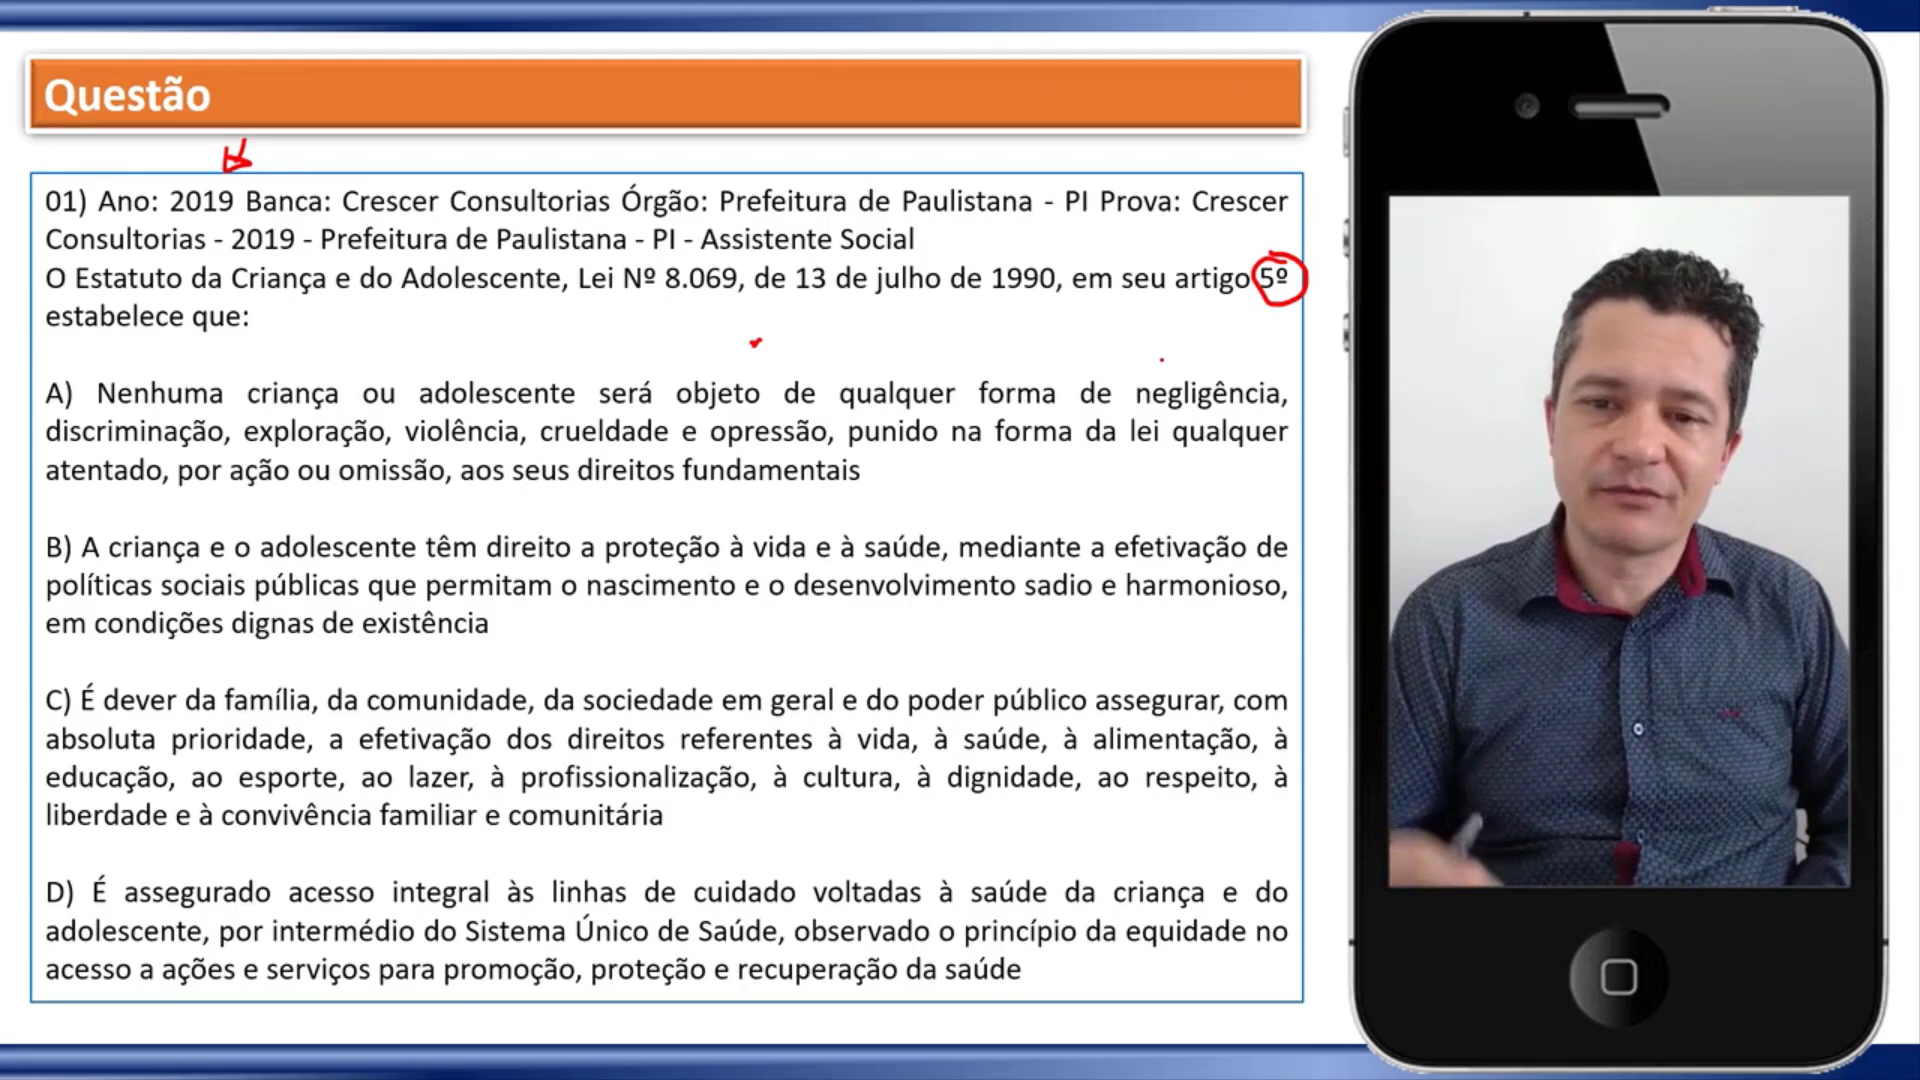 Questão
01) Ano: 2019 Banca: Crescer Consultorias Órgão: Prefeitura de Paulistana - PI Prova: Crescer
Consultorias - 2019 - Prefeitura de Paulistana - PI - Assistente Social
O Estatuto da Criança e do Adolescente, Lei Nº 8.069, de 13 de julho de 1990, em seu artigo 5º
estabelece que:
A) Nenhuma criança ou adolescente será objeto de qualquer forma de negligência,
discriminação, exploração, violência, crueldade e opressão, punido na forma da lei qualquer
atentado, por ação ou omissão, aos seus direitos fundamentais
B) A criança e o adolescente têm direito a proteção à vida e à saúde, mediante a efetivação de
políticas sociais públicas que permitam o nascimento e o desenvolvimento sadio e harmonioso,
em condições dignas de existência
C) É dever da família, da comunidade, da sociedade em geral e do poder público assegurar, com
absoluta prioridade, a efetivação dos direitos referentes à vida, à saúde, à alimentação, à
educação, ao esporte, ao lazer, à profissionalização, à cultura, à dignidade, ao respeito, à
liberdade e à convivência familiar e comunitária
D) É assegurado acesso integral às linhas de cuidado voltadas à saúde da criança e do
adolescente, por intermédio do Sistema Único de Saúde, observado o princípio da equidade no
acesso a ações e serviços para promoção, proteção e recuperação da saúde